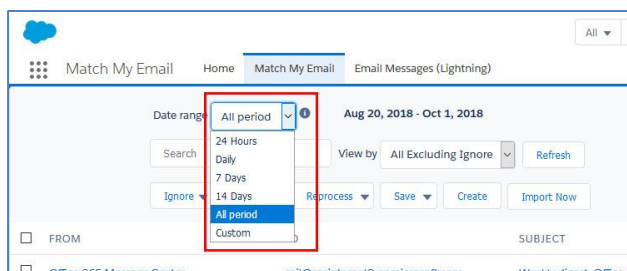 All
Match My Email Home Match My Email Email Messages (Lightning)
Date range All period Aug 20, 2018 - Oct 1, 2018
24 Hours
Search Daily View by All Excluding Ignore Refresh
7 Days
Ignore 14 Days Reprocess Save Create Import Now
All period
Custom
FROM SUBJECT